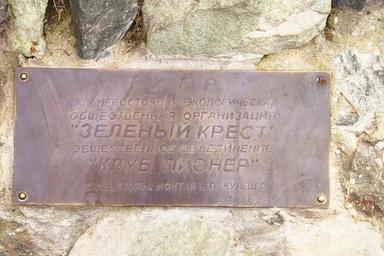 ДАЛЬНЕВОСТОЧНАЯ ЭКОЛОГИЧЕСКАЯ
ОБЩЕСТВЕННАЯ ОРГАНИЗАЦИЯ
"ЗЕЛЕНЫЙ КРЕСТ"
ОБЩЕСТВЕННОЕ ОБЪЕДИНЕНИЕ
"КЛУБ ПИОНЕР"
МОНТАЖ